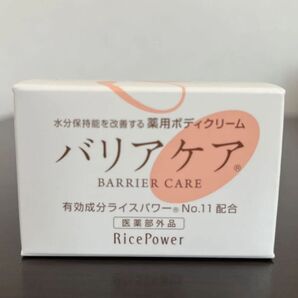 水分保持能を改善する 薬用ボディクリーム
バリアケア®
BARRIER CARE
有効成分ライスパワー® No.11 配合
医薬部外品
RicePower